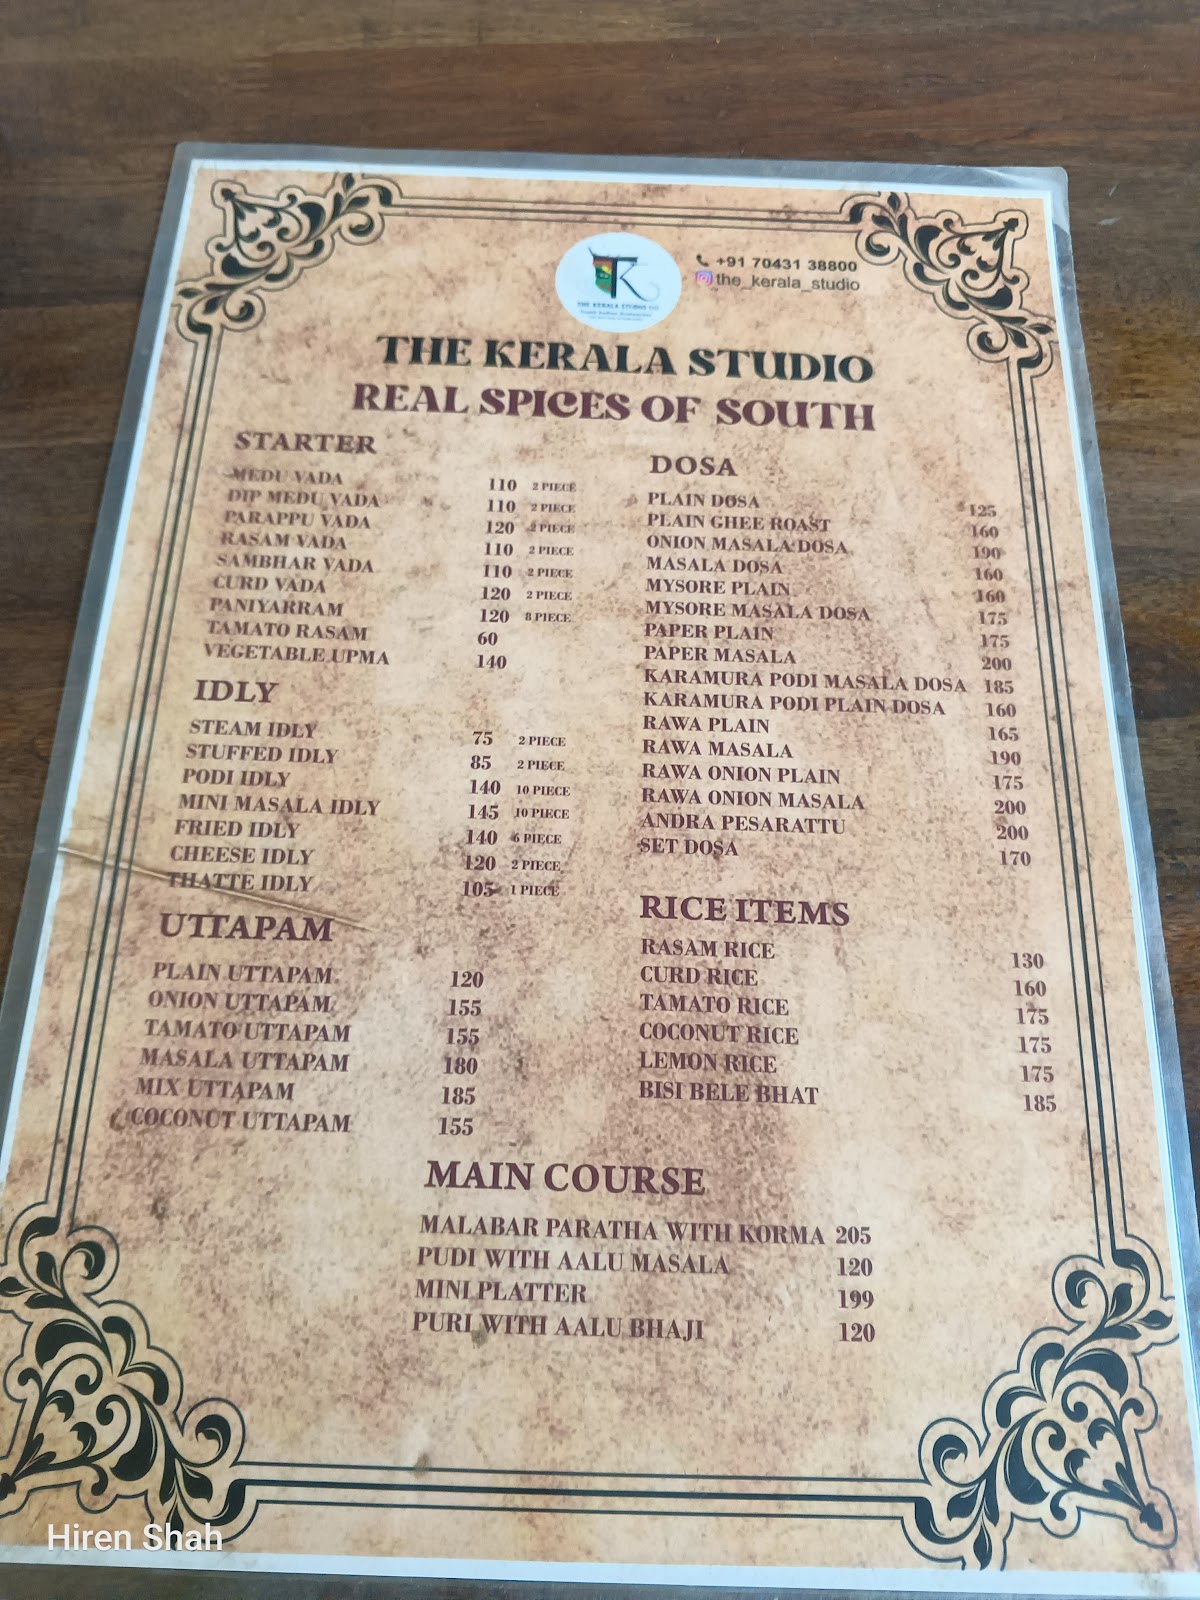 +91 70431 38800
the_kerala_studio
THE KERALA STUDIO
REAL SPICES OF SOUTH
STARTER
MEDU VADA 110 2 PIECE
DIP MEDU VADA 110 2 PIECE
PARAPPU VADA 120 2 PIECE
RASAM VADA 110 2 PIECE
SAMBHAR VADA 110 2 PIECE
CURD VADA 120 2 PIECE
PANIYARRAM 120 8 PIECE
TAMATO RASAM 60
VEGETABLE UPMA 140
IDLY
STEAM IDLY 75 2 PIECE
STUFFED IDLY 85 2 PIECE
PODI IDLY 140 10 PIECE
MINI MASALA IDLY 145 10 PIECE
FRIED IDLY 140 6 PIECE
CHEESE IDLY 120 2 PIECE
THATTE IDLY 105 1 PIECE
UTTAPAM
PLAIN UTTAPAM 120
ONION UTTAPAM 155
TAMATO UTTAPAM 155
MASALA UTTAPAM 180
MIX UTTAPAM 185
COCONUT UTTAPAM 155
DOSA
PLAIN DOSA 125
PLAIN GHEE ROAST 160
ONION MASALA DOSA 190
MASALA DOSA 160
MYSORE PLAIN 160
MYSORE MASALA DOSA 175
PAPER PLAIN 175
PAPER MASALA 200
KARAMURA PODI MASALA DOSA 185
KARAMURA PODI PLAIN DOSA 160
RAWA PLAIN 165
RAWA MASALA 190
RAWA ONION PLAIN 175
RAWA ONION MASALA 200
ANDRA PESARATTU 200
SET DOSA 170
RICE ITEMS
RASAM RICE 130
CURD RICE 160
TAMATO RICE 175
COCONUT RICE 175
LEMON RICE 175
BISI BELE BHAT 185
MAIN COURSE
MALABAR PARATHA WITH KORMA 205
PUDI WITH AALU MASALA 120
MINI PLATTER 199
PURI WITH AALU BHAJI 120
Hiren Shah